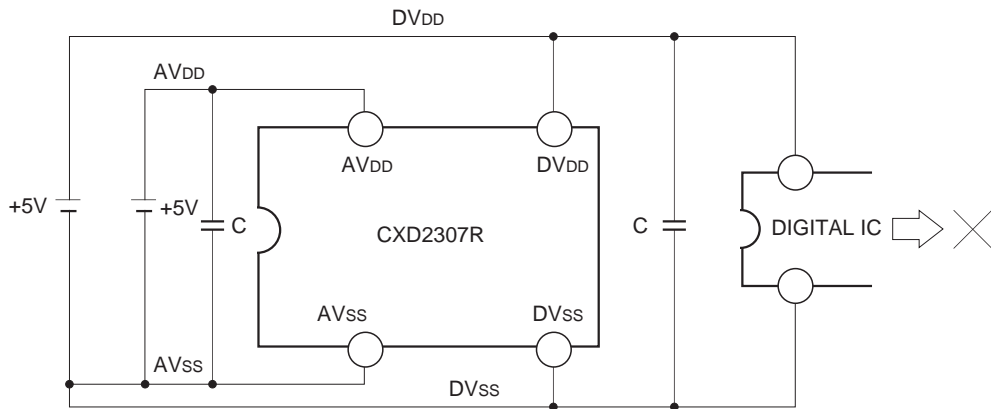 DVDD
AVDD
AVDD
DVDD
+5V
+5V
C
CXD2307R
C
DIGITAL IC
AVSS
DVSS
AVSS
DVSS